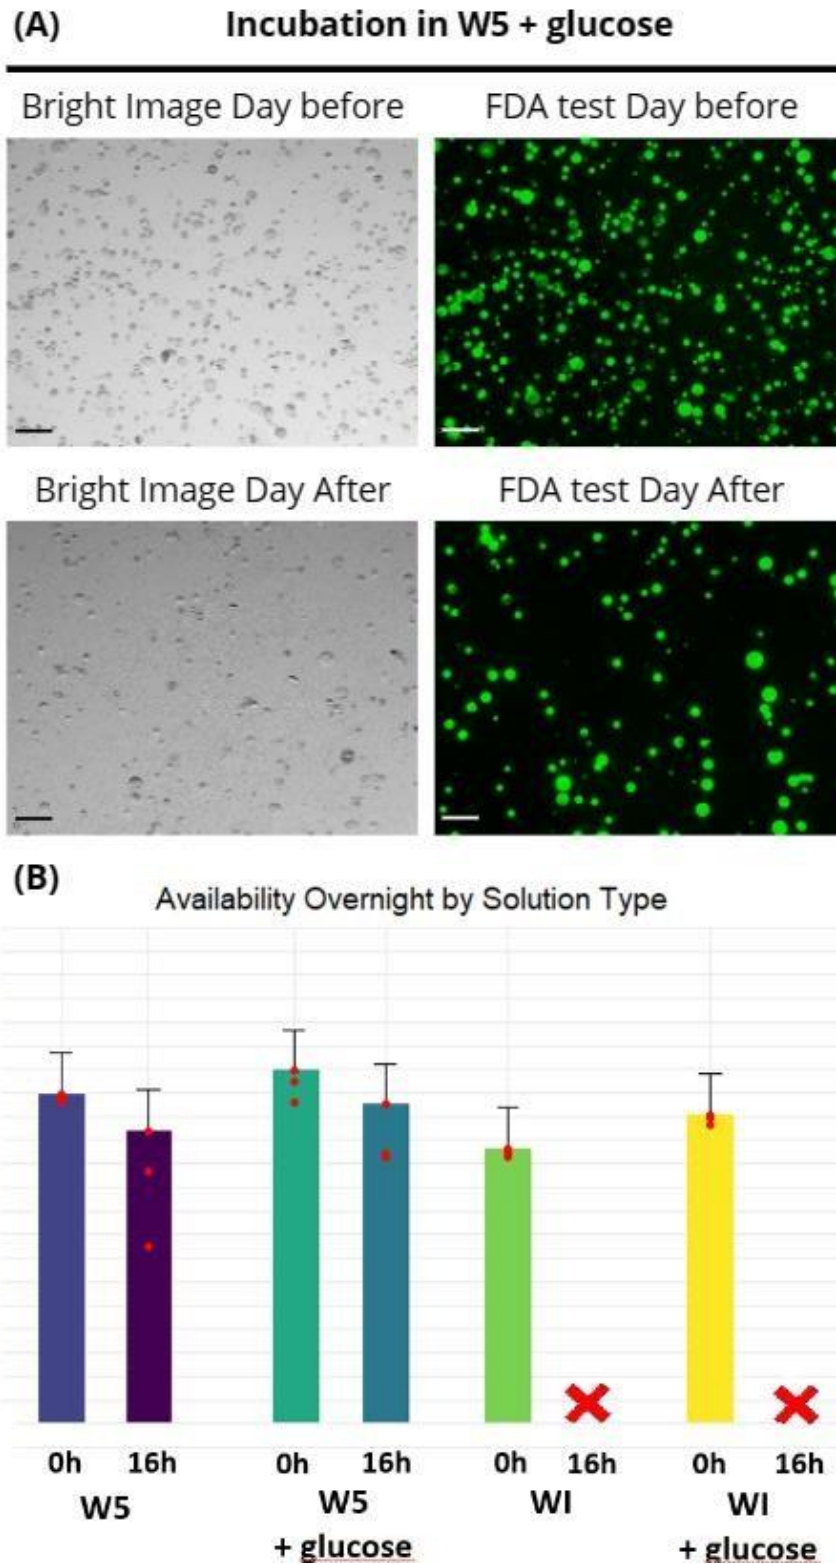 (A) Incubation in W5 + glucose
Bright Image Day before FDA test Day before
Bright Image Day After FDA test Day After
(B)
Availability Overnight by Solution Type
0h 16h 0h 16h 0h 16h 0h 16h
W5 W5 WI WI
+ glucose + glucose